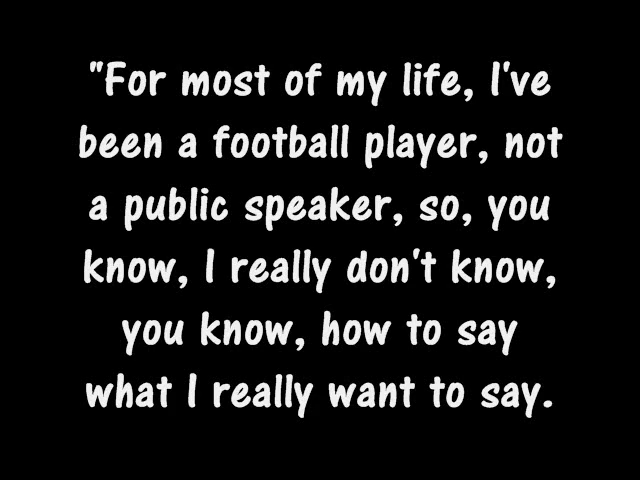 "For most of my life, I've
been a football player, not
a public speaker, so, you
know, I really don't know,
you know, how to say
what I really want to say.